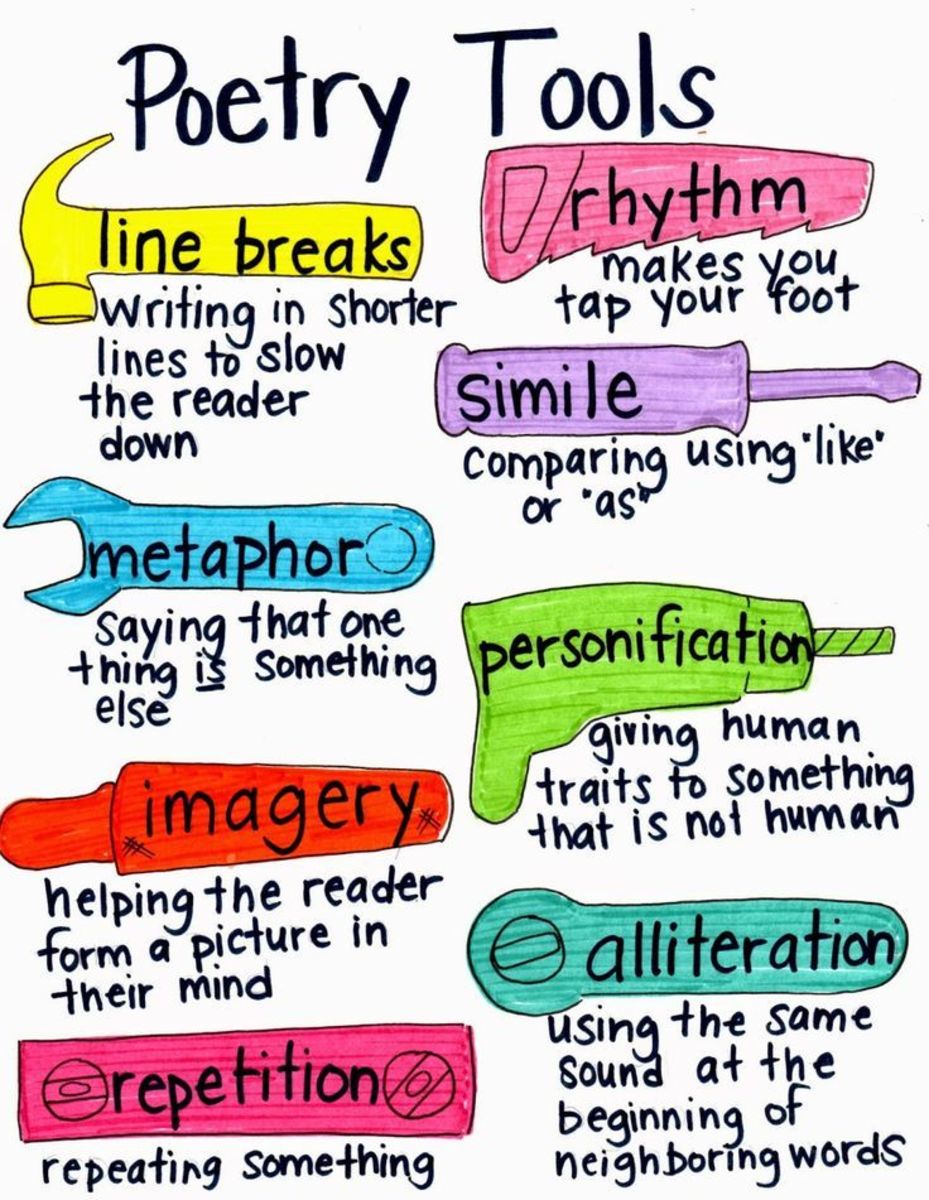 Poetry Tools
line breaks
writing in shorter
lines to slow
the reader
down
metaphor
saying that one
thing is something
else
imagery
helping the reader
form a picture in
their mind
repetition
repeating something
rhythm
makes you
tap your foot
simile
comparing using "like"
or "as"
personification
giving human
traits to something
that is not human
alliteration
using the same
sound at the
beginning of
neighboring words